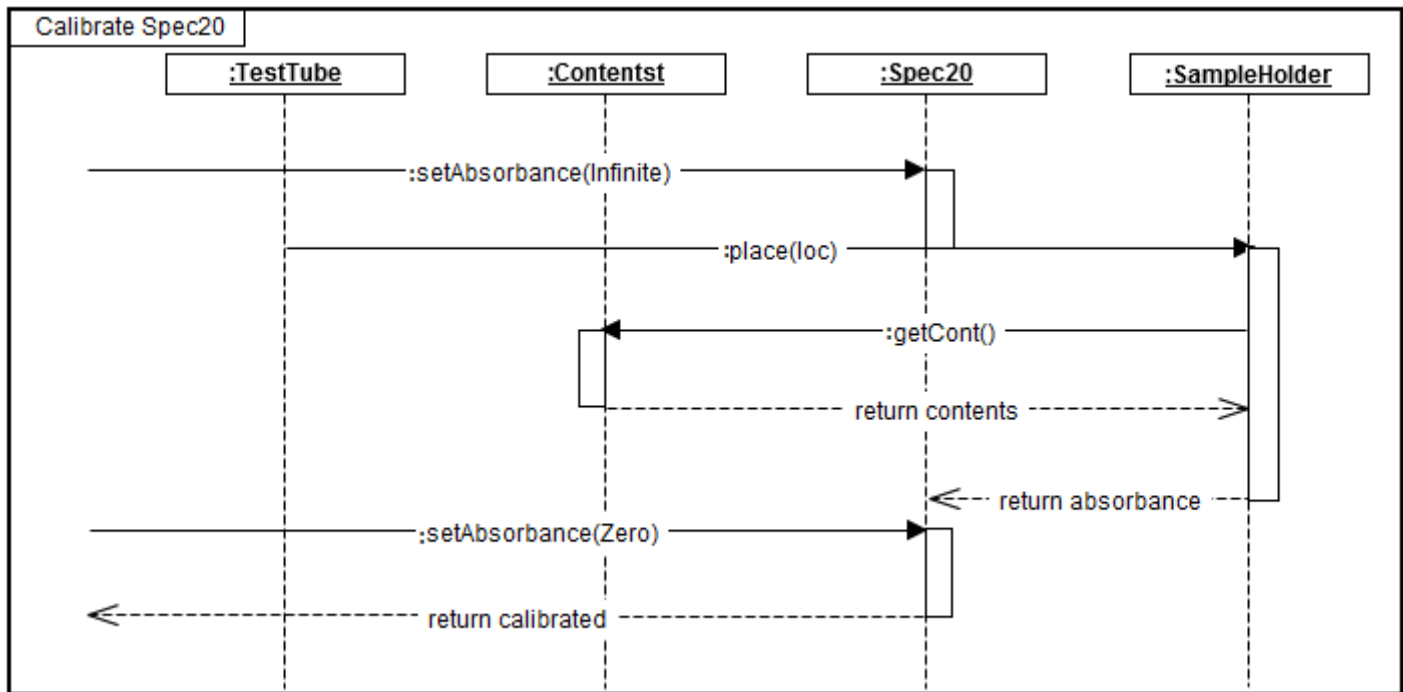 Calibrate Spec20
:TestTube
:Contentst
:Spec20
:SampleHolder
:setAbsorbance(Infinite)
:place(loc)
:getCont()
return contents
return absorbance
:setAbsorbance(Zero)
return calibrated